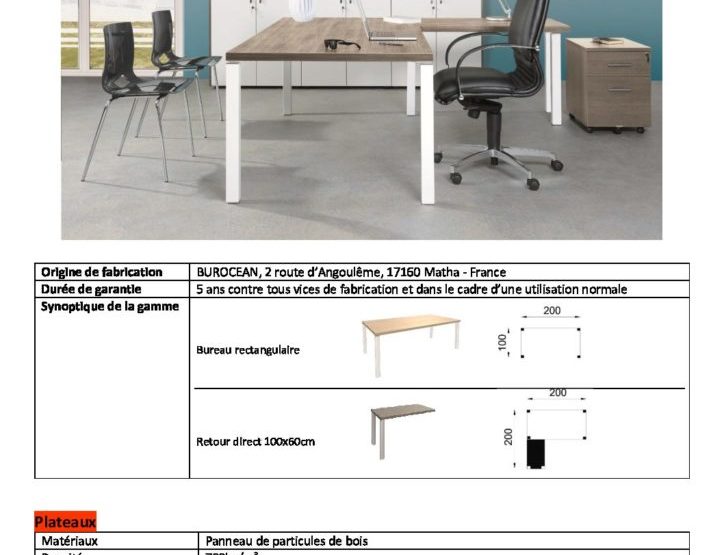 Origine de fabrication BUROCEAN, 2 route d’Angoulême, 17160 Matha - France
Durée de garantie 5 ans contre tous vices de fabrication et dans le cadre d’une utilisation normale
Synoptique de la gamme
200
Bureau rectangulaire
100
200
Retour direct 100x60cm
200
Plateaux
Matériaux Panneau de particules de bois